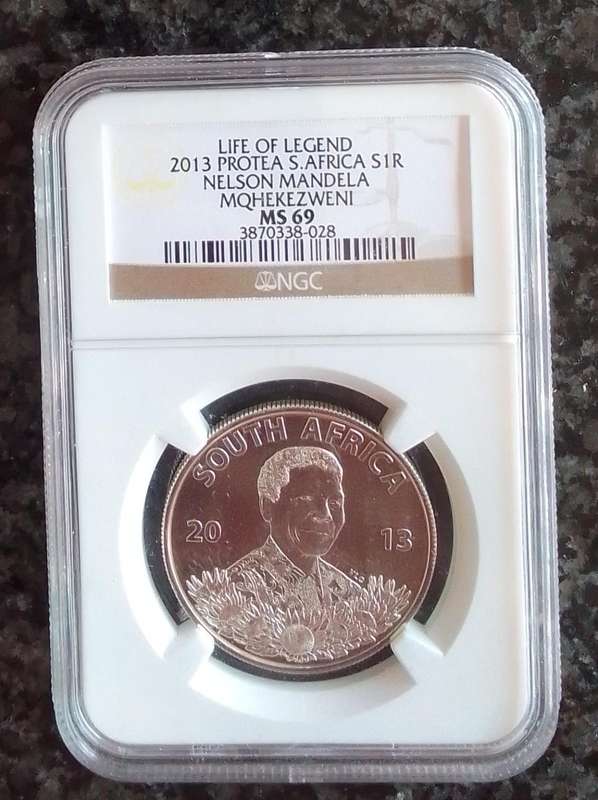 LIFE OF LEGEND
2013 PROTEA S.AFRICA S1R
NELSON MANDELA
MQHEKEZWENI
MS 69
3870338-028
NGC
SOUTH AFRICA
20 13